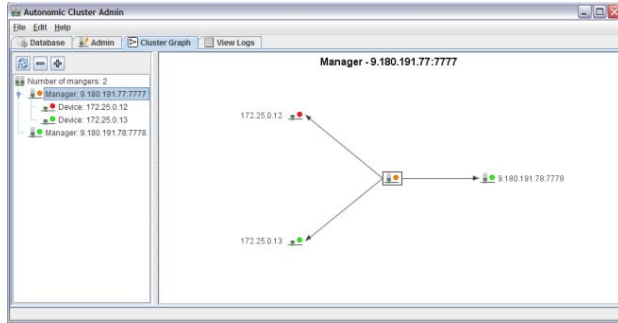 Autonomic Cluster Admin
File Edit Help
Database Admin Cluster Graph View Logs
Number of mangers: 2
Manager: 9.180.191.77:7777
Device: 172.25.0.12
Device: 172.25.0.13
Manager: 9.180.191.78:7778
Manager - 9.180.191.77:7777
172.25.0.12
9.180.191.78:7778
172.25.0.13